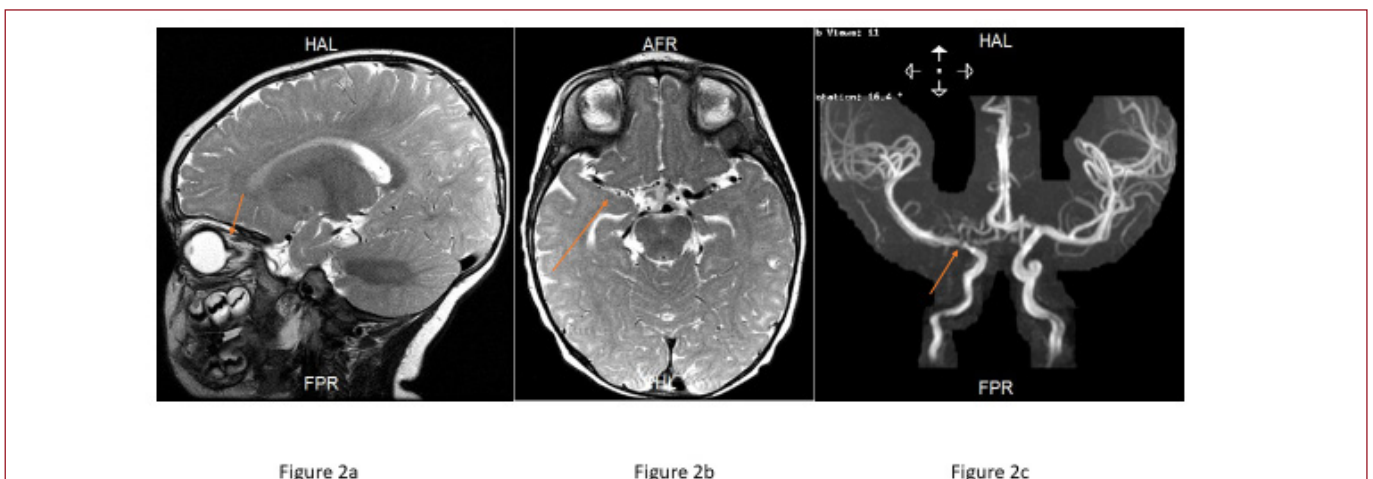 HAL
AFR
b Views: 11
HAL
otation: 16.4 °
FPR
FPR
Figure 2a
Figure 2b
Figure 2c